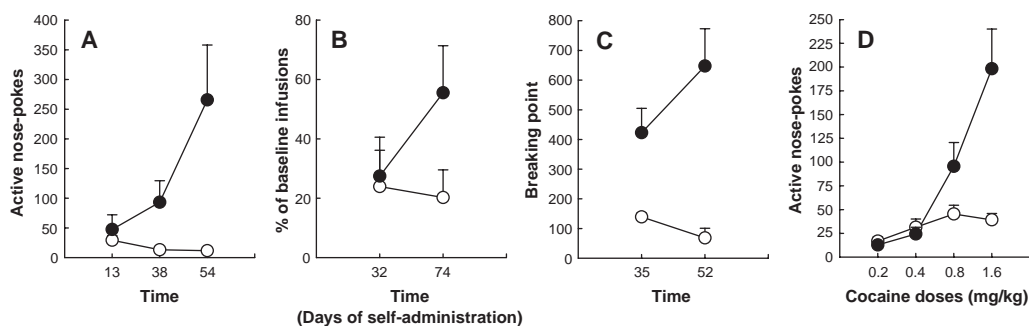 A
Active nose-pokes
400
350
300
250
200
150
100
50
0
13 38 54
Time
B
% of baseline infusions
80
60
40
20
0
32 74
Time
(Days of self-administration)
C
Breaking point
800
700
600
500
400
300
200
100
0
35 52
Time
D
Active nose-pokes
250
225
200
175
150
125
100
75
50
25
0
0.2 0.4 0.8 1.6
Cocaine doses (mg/kg)